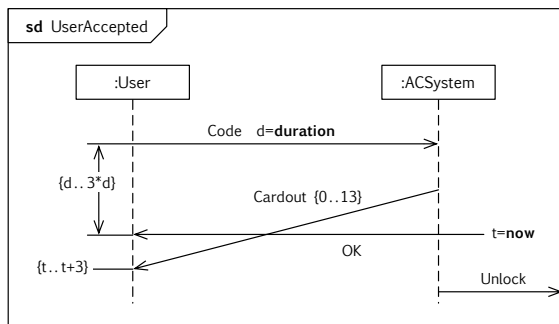 sd UserAccepted
:User
:ACSystem
Code d=duration
{d..3*d}
Cardout {0..13}
t=now
OK
{t..t+3}
Unlock